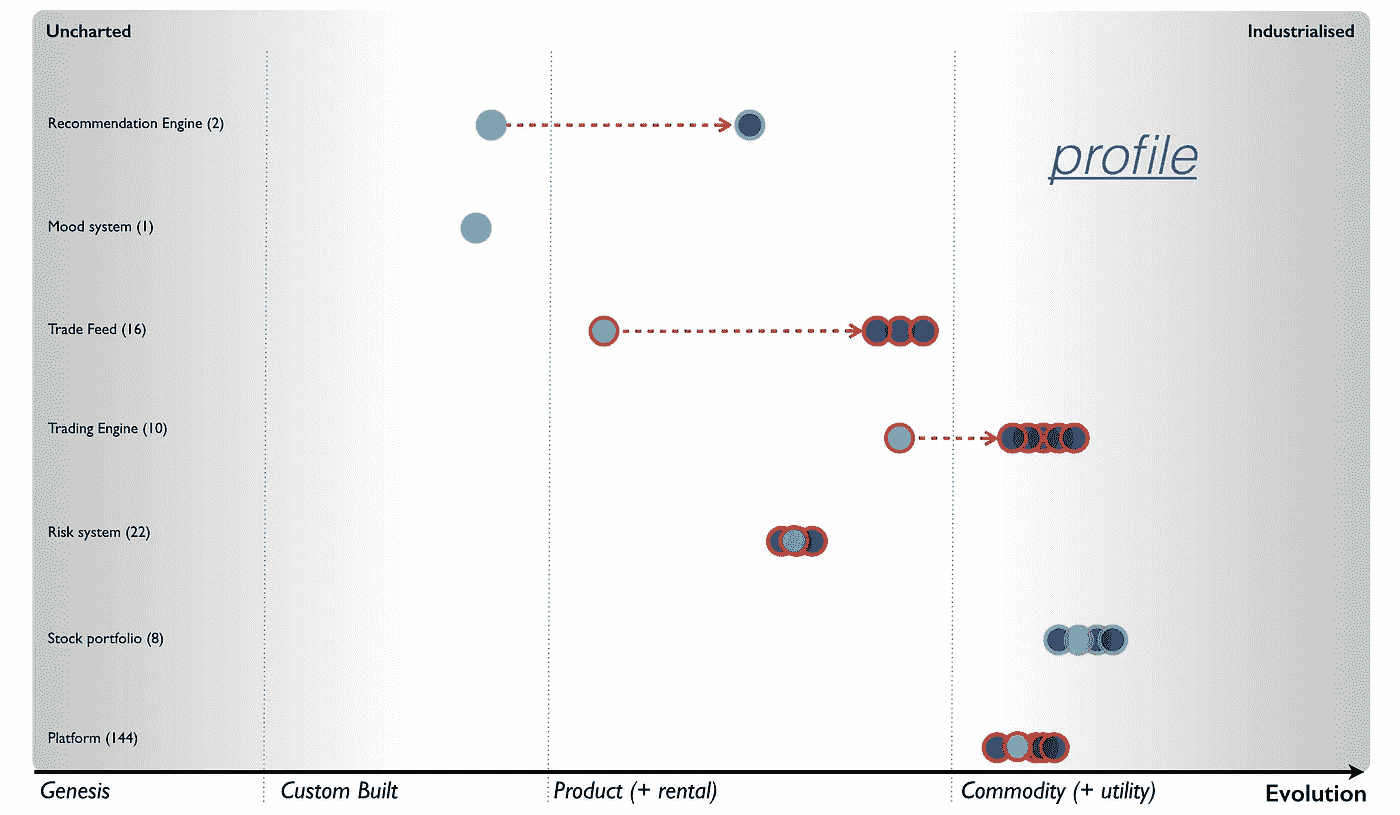 Uncharted
Industrialised
Recommendation Engine (2)
profile
Mood system (1)
Trade Feed (16)
Trading Engine (10)
Risk system (22)
Stock portfolio (8)
Platform (144)
Genesis
Custom Built
Product (+ rental)
Commodity (+ utility)
Evolution